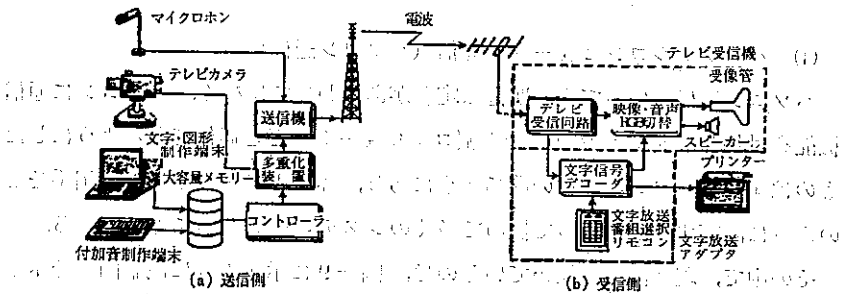 マイクロホン
電波
テレビ受信機
受像管
テレビカメラ
送信機
テレビ
受信回路
映像・音声
RGB切替
スピーカー
文字・図形
制作端末
多重化
装置
大容量メモリー
文字信号
デコーダ
プリンター
コントローラ
文字放送
番組選択
リモコン
文字放送
アダプタ
付加音制作端末
(a) 送信側
(b) 受信側